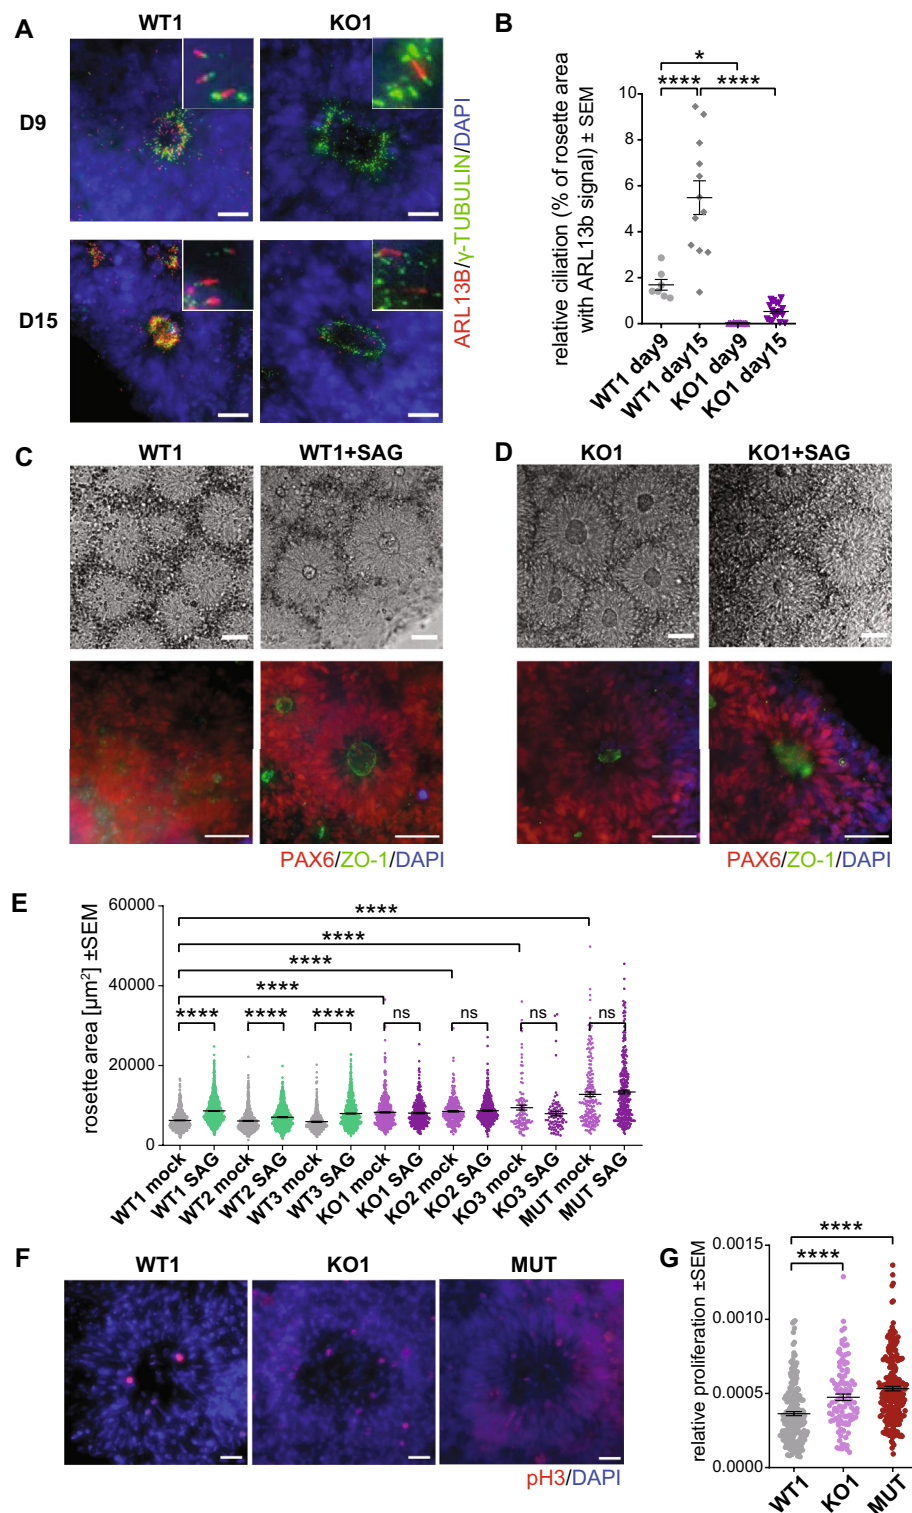 A
WT1
KO1
D9
D15
ARL13B/γ-TUBULIN/DAPI
B
relative ciliation (% of rosette area
with ARL13b signal) ± SEM
*
**** ****
10
8
6
4
2
0
WT1 day9
WT1 day15
KO1 day9
KO1 day15
C
WT1
WT1+SAG
PAX6/ZO-1/DAPI
D
KO1
KO1+SAG
PAX6/ZO-1/DAPI
E
rosette area [µm²] ±SEM
60000
40000
20000
0
****
****
****
****
**** **** **** ns ns ns ns
WT1 mock
WT1 SAG
WT2 mock
WT2 SAG
WT3 mock
WT3 SAG
KO1 mock
KO1 SAG
KO2 mock
KO2 SAG
KO3 mock
KO3 SAG
MUT mock
MUT SAG
F
WT1
KO1
MUT
pH3/DAPI
G
relative proliferation ±SEM
0.0015
0.0010
0.0005
0.0000
****
****
WT1
KO1
MUT